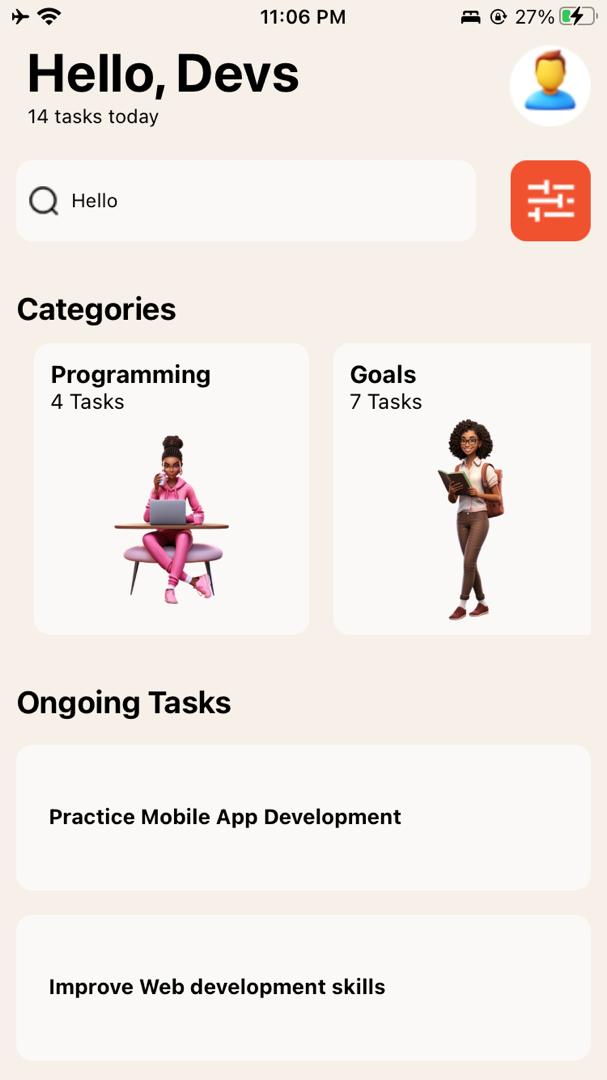 11:06 PM 27%
Hello, Devs
14 tasks today
Hello
Categories
Programming
4 Tasks
Goals
7 Tasks
Ongoing Tasks
Practice Mobile App Development
Improve Web development skills